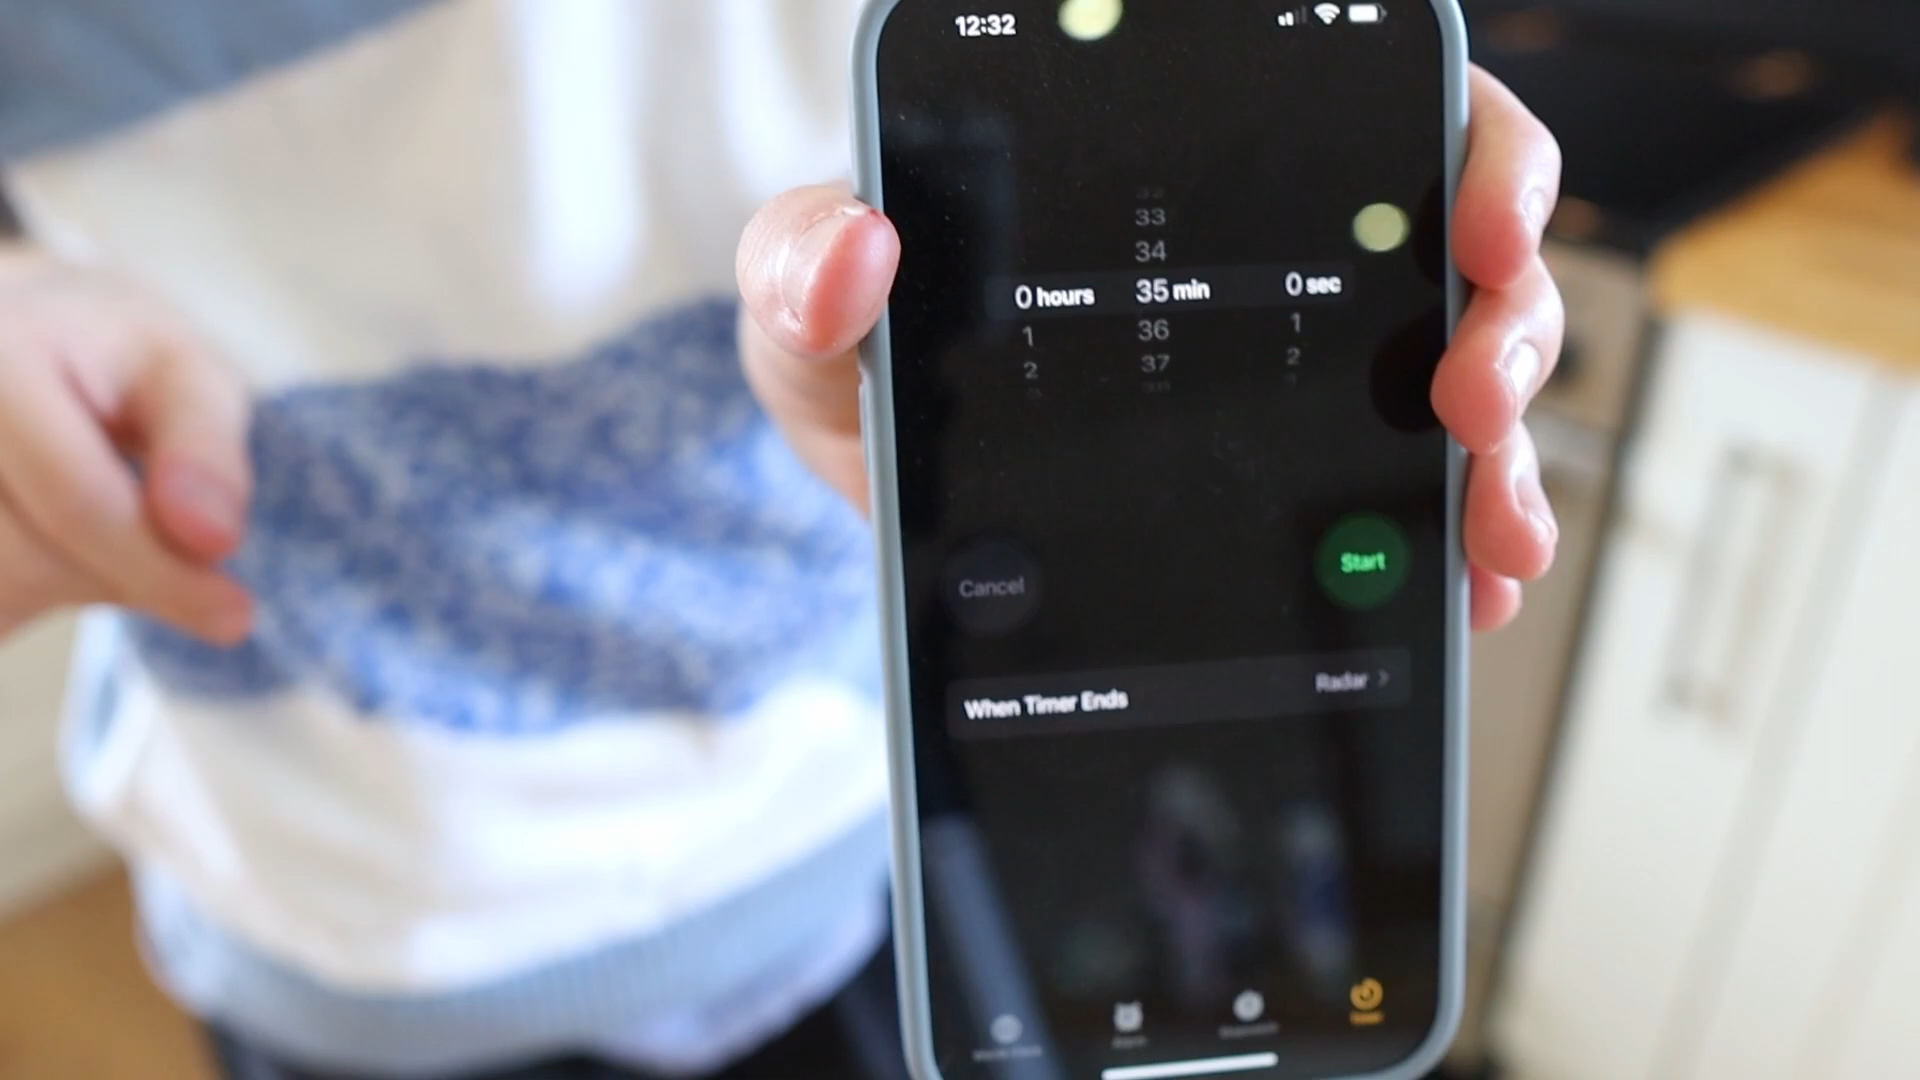 12:32
33
34
0 hours 35 min 0 sec
1 36 1
2 37 2
Cancel Start
When Timer Ends Radar